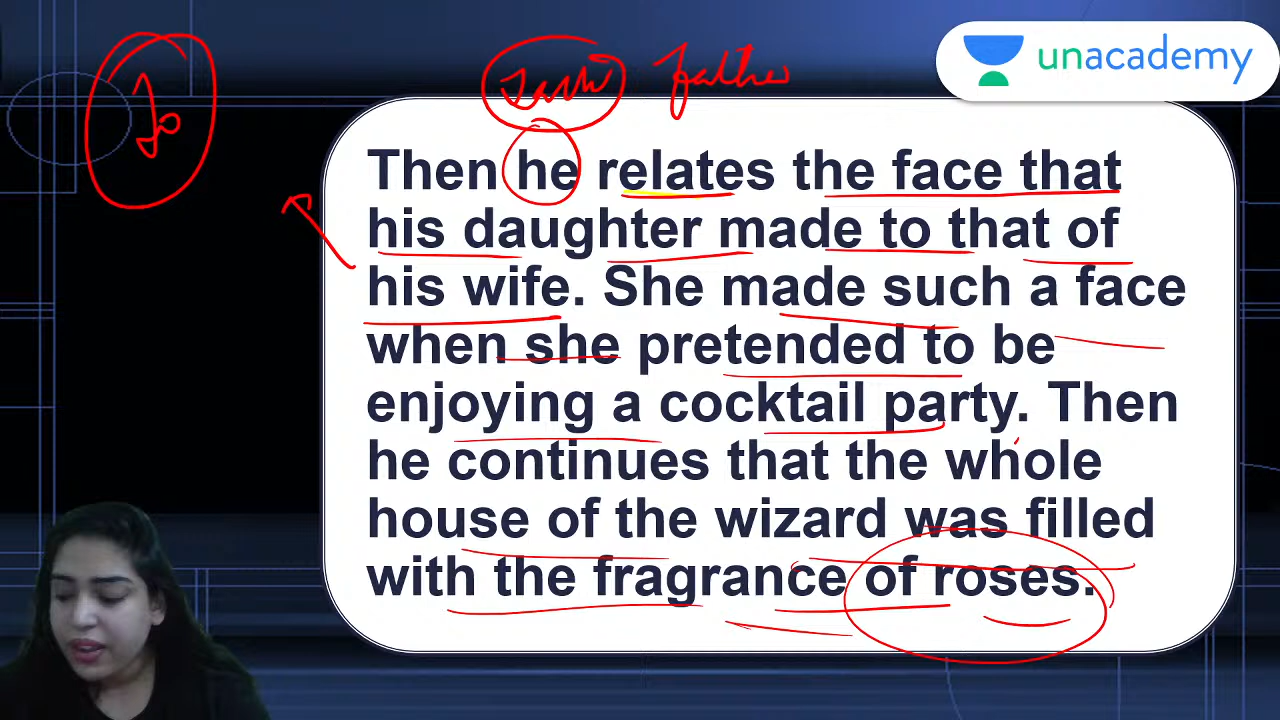 unacademy
Jo
father
Then he relates the face that
his daughter made to that of
his wife. She made such a face
when she pretended to be
enjoying a cocktail party. Then
he continues that the whole
house of the wizard was filled
with the fragrance of roses.